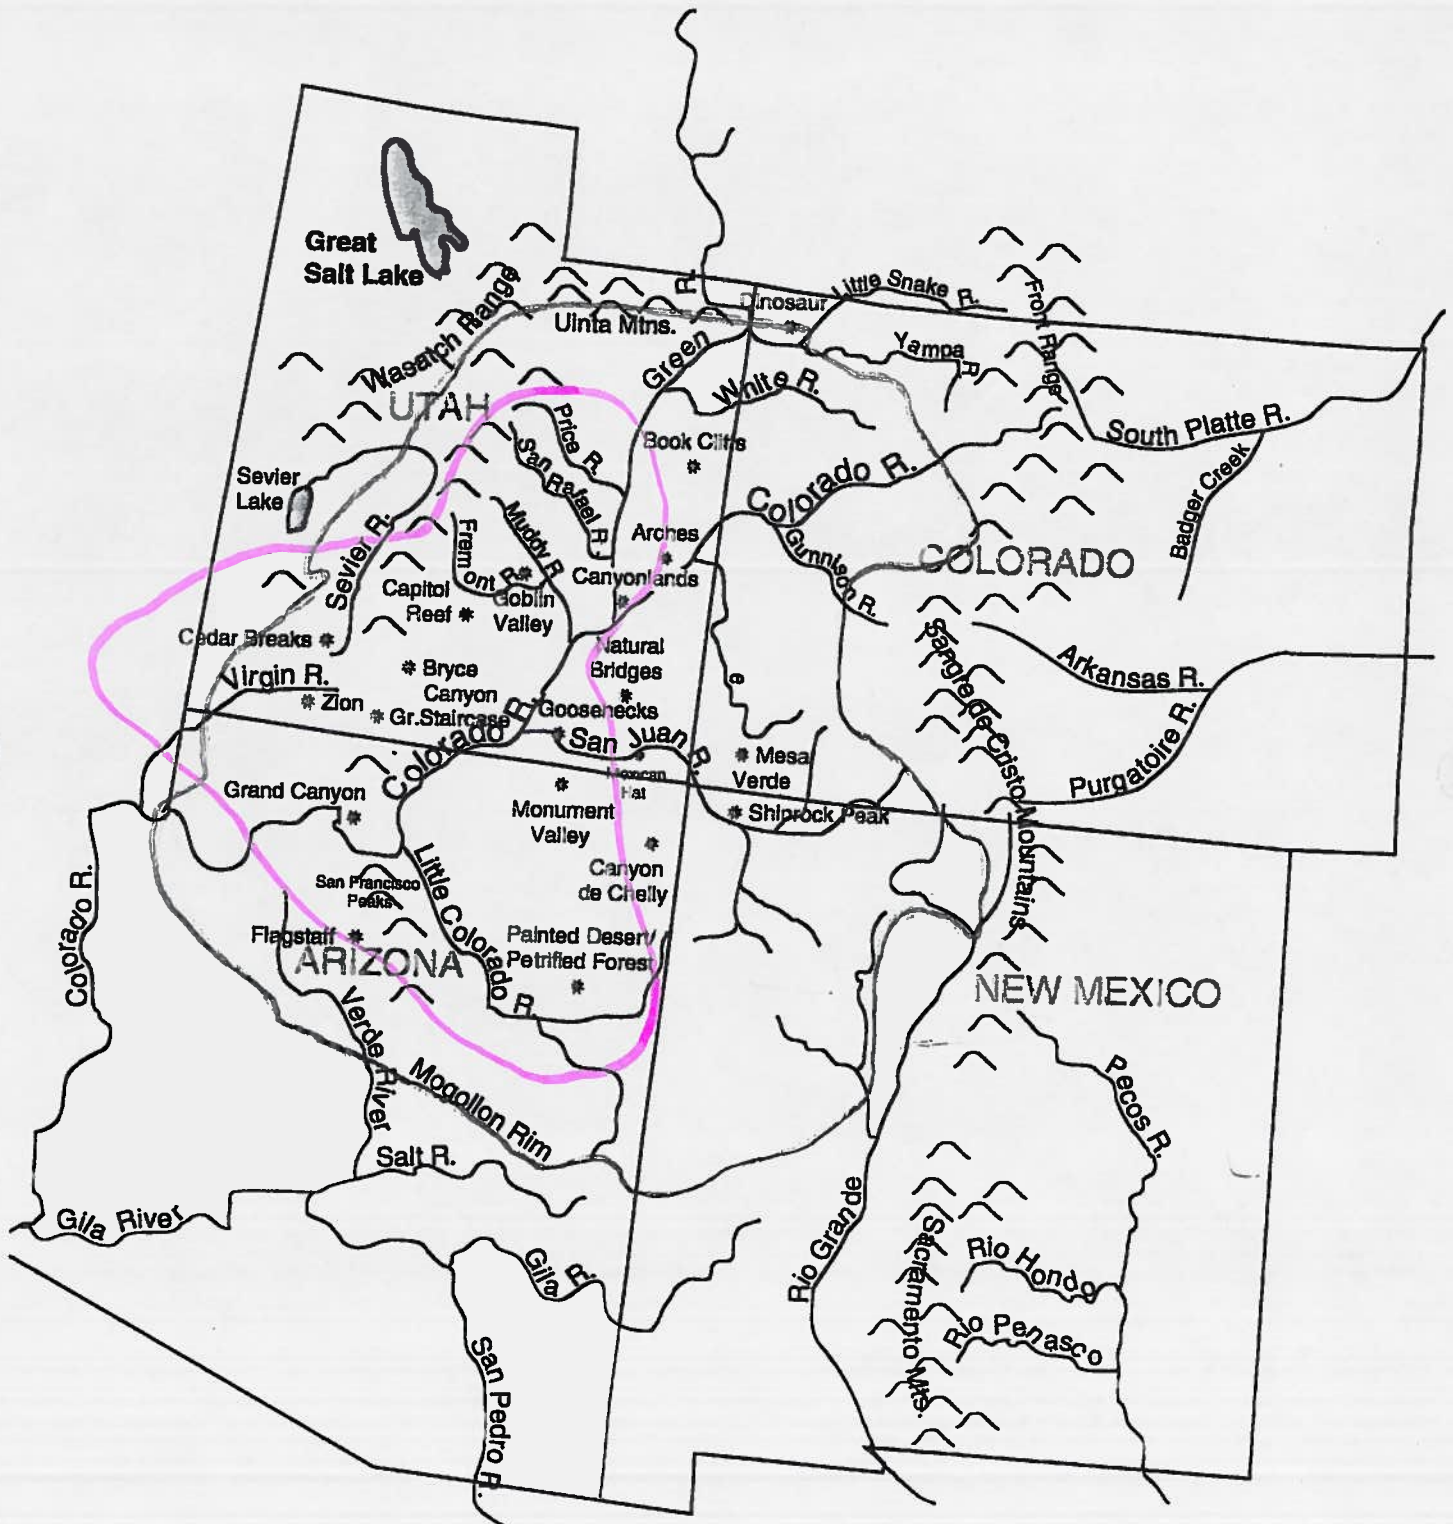 Great
Salt Lake
Wasatch Range
Uinta Mtns.
R.
Dinosaur
Little Snake R.
Front Range
Green
Yampa
R.
White R.
UTAH
Price R.
San Rafael R.
Book Cliffs
South Platte R.
Badger Creek
Sevier
Lake
Colorado R.
Sevier R.
Fremont R.
Muddy R.
Arches
Gunnison R.
COLORADO
Canyonlands
Capitol
Reef
Goblin
Valley
Cedar Breaks
Natural
Bridges
Sangre de Cristo Mountains
Arkansas R.
Virgin R.
Zion
Bryce
Canyon
Gr.Staircase
e
Goosenecks
Colorado R.
San Juan R.
Mesa
Verde
Purgatoire R.
Grand Canyon
Mexican
Hat
Monument
Valley
Shiprock Peak
Canyon
de Chelly
San Francisco
Peaks
Little Colorado R.
Colorado R.
Flagstaff
ARIZONA
Painted Desert/
Petrified Forest
NEW MEXICO
Verde River
Mogollon Rim
Pecos R.
Salt R.
Gila River
Rio Grande
Gila R.
Sacramento Mts.
Rio Hondo
Rio Penasco
San Pedro R.